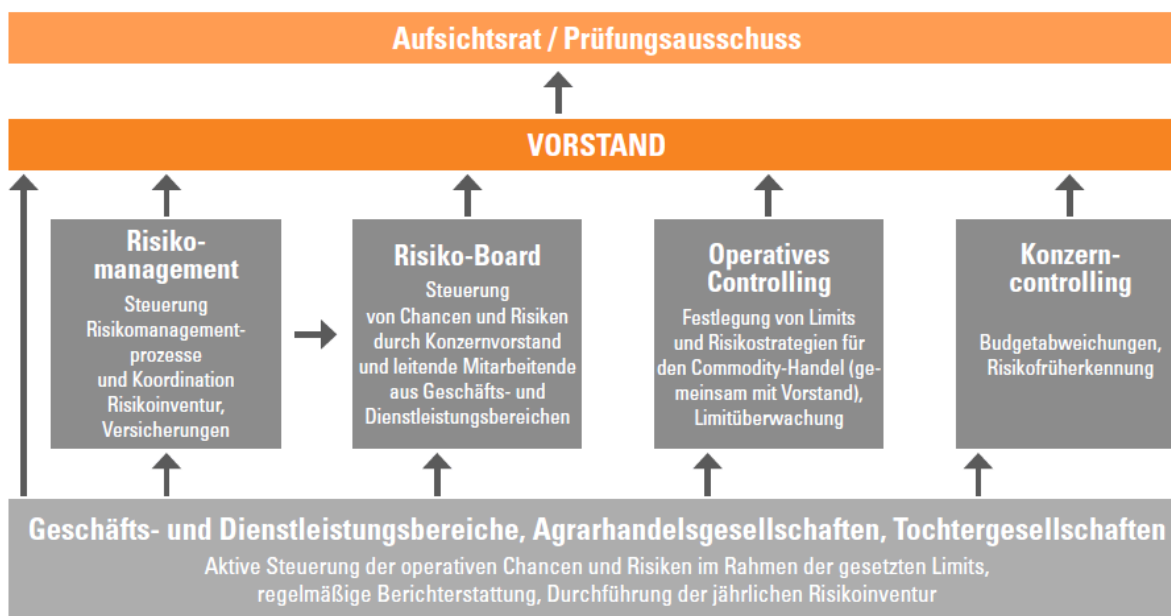 Aufsichtsrat / Prüfungsausschuss
VORSTAND
Risiko-
management
Steuerung
Risikomanagement-
prozesse
und Koordination
Risikoinventur,
Versicherungen
Risiko-Board
Steuerung
von Chancen und Risiken
durch Konzernvorstand
und leitende Mitarbeitende
aus Geschäfts- und
Dienstleistungsbereichen
Operatives
Controlling
Festlegung von Limits
und Risikostrategien für
den Commodity-Handel (ge-
meinsam mit Vorstand),
Limitüberwachung
Konzern-
controlling
Budgetabweichungen,
Risikofrüherkennung
Geschäfts- und Dienstleistungsbereiche, Agrarhandelsgesellschaften, Tochtergesellschaften
Aktive Steuerung der operativen Chancen und Risiken im Rahmen der gesetzten Limits,
regelmäßige Berichterstattung, Durchführung der jährlichen Risikoinventur